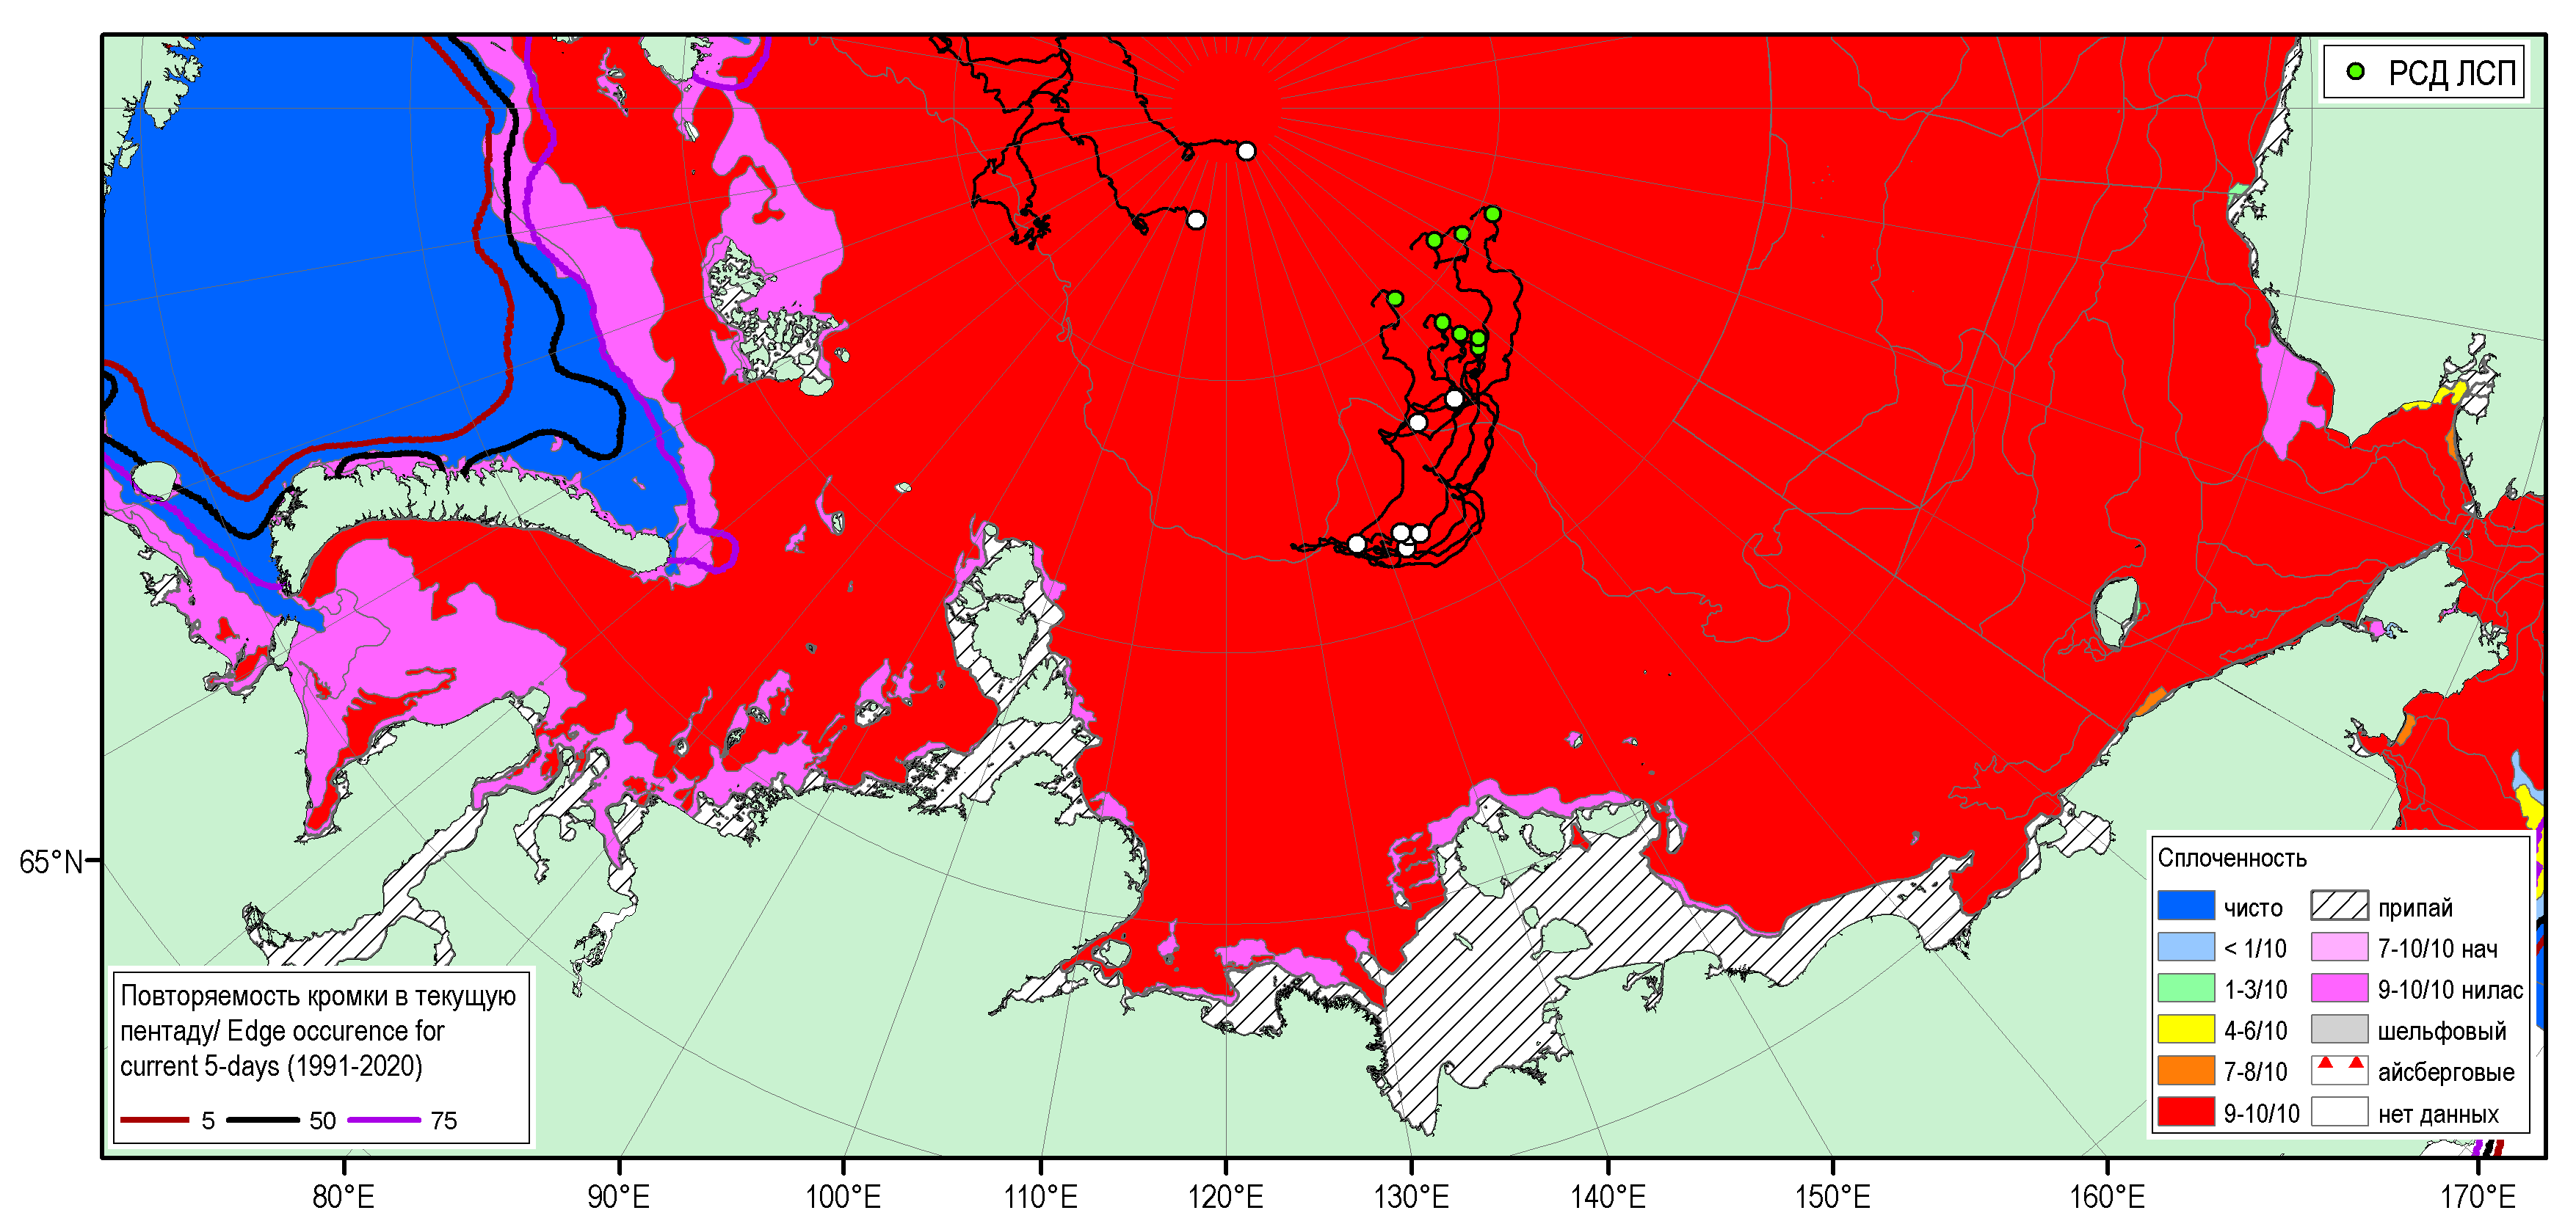 РСД ЛСП
65°N
Сплоченность
чисто
припай
< 1/10
7-10/10 нач
1-3/10
9-10/10 нилас
4-6/10
шельфовый
7-8/10
айсберговые
9-10/10
нет данных
Повторяемость кромки в текущую
пентаду/ Edge occurence for
current 5-days (1991-2020)
5 50 75
80°E 90°E 100°E 110°E 120°E 130°E 140°E 150°E 160°E 170°E